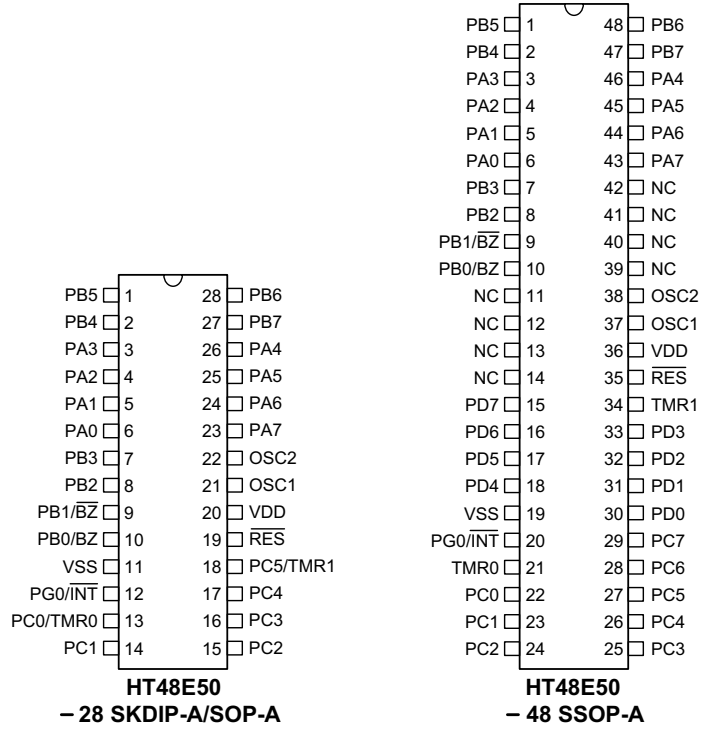 PB5 1 28 PB6
PB4 2 27 PB7
PA3 3 26 PA4
PA2 4 25 PA5
PA1 5 24 PA6
PA0 6 23 PA7
PB3 7 22 OSC2
PB2 8 21 OSC1
PB1/B̅Z̅ 9 20 VDD
PB0/BZ 10 19 R̅E̅S̅
VSS 11 18 PC5/TMR1
PG0/I̅N̅T̅ 12 17 PC4
PC0/TMR0 13 16 PC3
PC1 14 15 PC2
HT48E50
– 28 SKDIP-A/SOP-A
PB5 1 48 PB6
PB4 2 47 PB7
PA3 3 46 PA4
PA2 4 45 PA5
PA1 5 44 PA6
PA0 6 43 PA7
PB3 7 42 NC
PB2 8 41 NC
PB1/B̅Z̅ 9 40 NC
PB0/BZ 10 39 NC
NC 11 38 OSC2
NC 12 37 OSC1
NC 13 36 VDD
NC 14 35 R̅E̅S̅
PD7 15 34 TMR1
PD6 16 33 PD3
PD5 17 32 PD2
PD4 18 31 PD1
VSS 19 30 PD0
PG0/I̅N̅T̅ 20 29 PC7
TMR0 21 28 PC6
PC0 22 27 PC5
PC1 23 26 PC4
PC2 24 25 PC3
HT48E50
– 48 SSOP-A